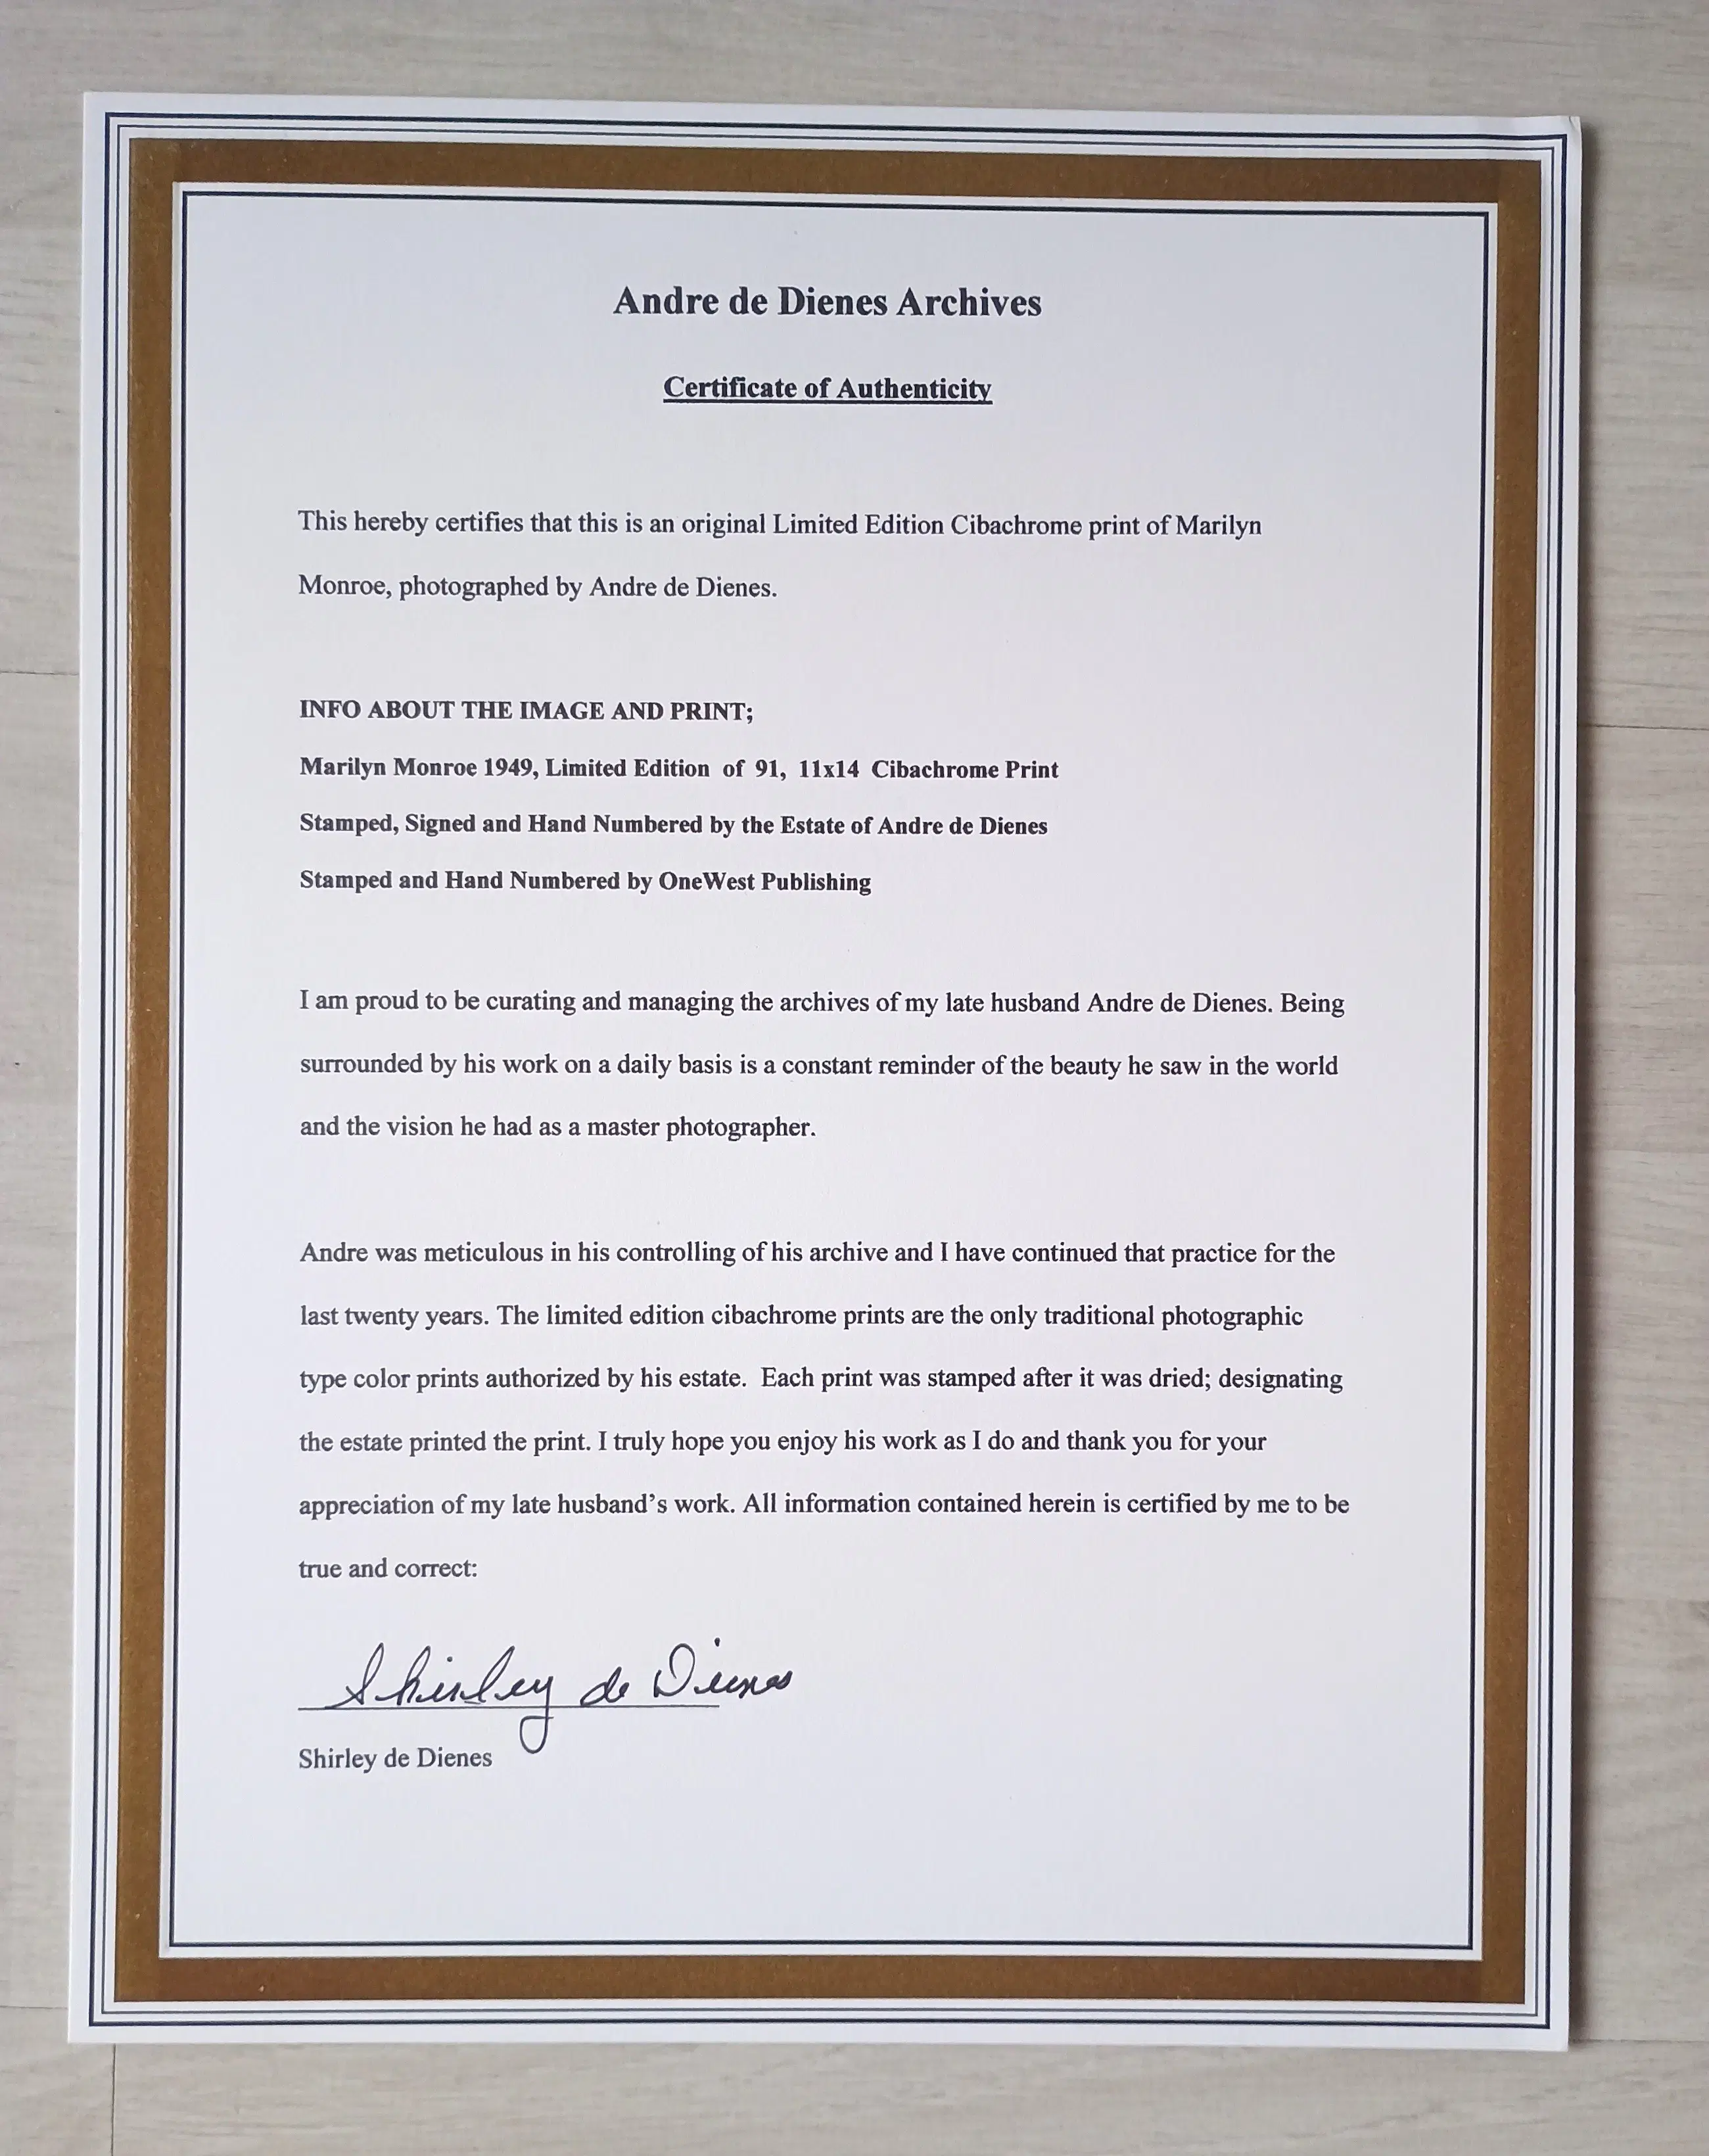 Andre de Dienes Archives
Certificate of Authenticity
This hereby certifies that this is an original Limited Edition Cibachrome print of Marilyn
Monroe, photographed by Andre de Dienes.
INFO ABOUT THE IMAGE AND PRINT;
Marilyn Monroe 1949, Limited Edition of 91, 11x14 Cibachrome Print
Stamped, Signed and Hand Numbered by the Estate of Andre de Dienes
Stamped and Hand Numbered by OneWest Publishing
I am proud to be curating and managing the archives of my late husband Andre de Dienes. Being
surrounded by his work on a daily basis is a constant reminder of the beauty he saw in the world
and the vision he had as a master photographer.
Andre was meticulous in his controlling of his archive and I have continued that practice for the
last twenty years. The limited edition cibachrome prints are the only traditional photographic
type color prints authorized by his estate.  Each print was stamped after it was dried; designating
the estate printed the print. I truly hope you enjoy his work as I do and thank you for your
appreciation of my late husband’s work. All information contained herein is certified by me to be
true and correct:
Shirley de Dienes
Shirley de Dienes